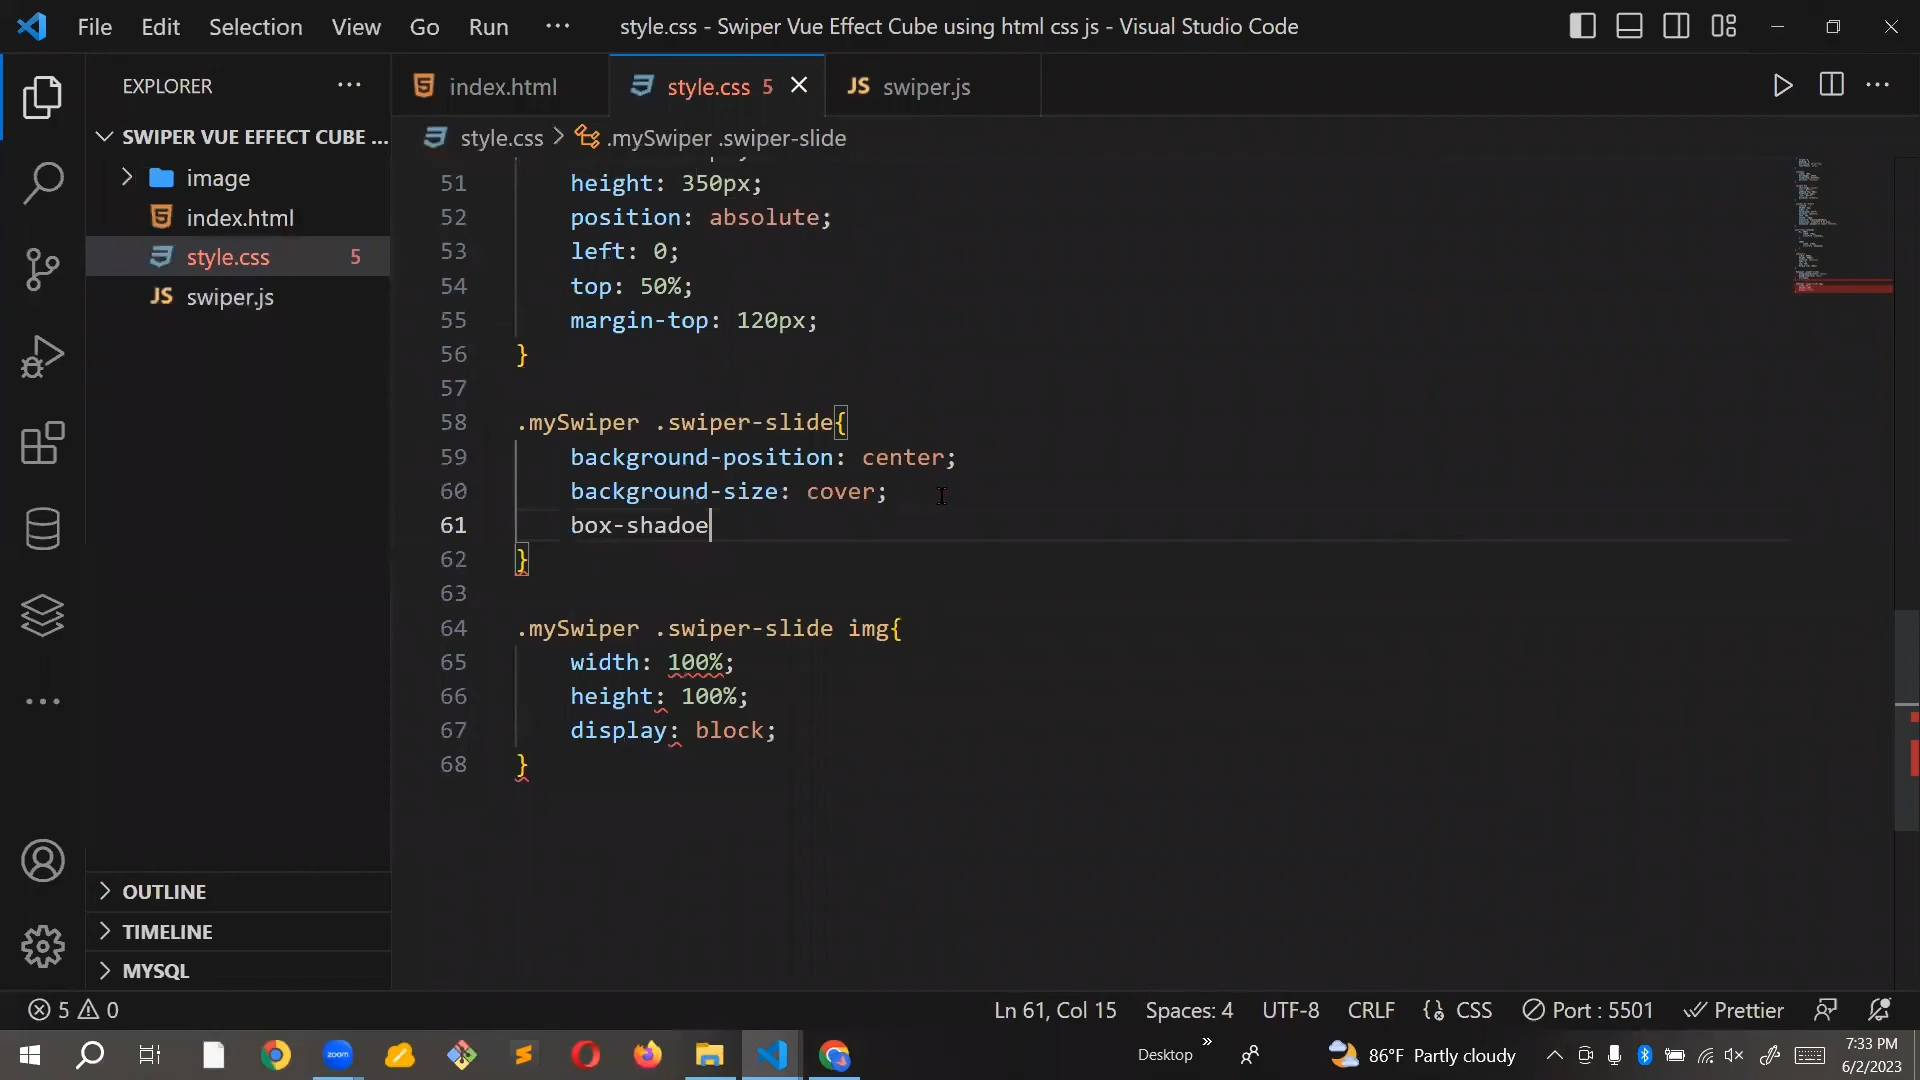 File Edit Selection View Go Run ··· style.css - Swiper Vue Effect Cube using html css js - Visual Studio Code
EXPLORER ···
index.html
style.css 5
JS swiper.js
SWIPER VUE EFFECT CUBE ...
style.css > .mySwiper .swiper-slide
image
index.html
style.css 5
JS swiper.js
51 height: 350px;
52 position: absolute;
53 left: 0;
54 top: 50%;
55 margin-top: 120px;
56 }
57
58 .mySwiper .swiper-slide{
59 background-position: center;
60 background-size: cover;
61 box-shadoe
62 }
63
64 .mySwiper .swiper-slide img{
65 width: 100%;
66 height: 100%;
67 display: block;
68 }
OUTLINE
TIMELINE
MYSQL
5 0 Ln 61, Col 15 Spaces: 4 UTF-8 CRLF {} CSS Port : 5501 Prettier
zoom Desktop » 86°F Partly cloudy 7:33 PM
6/2/2023